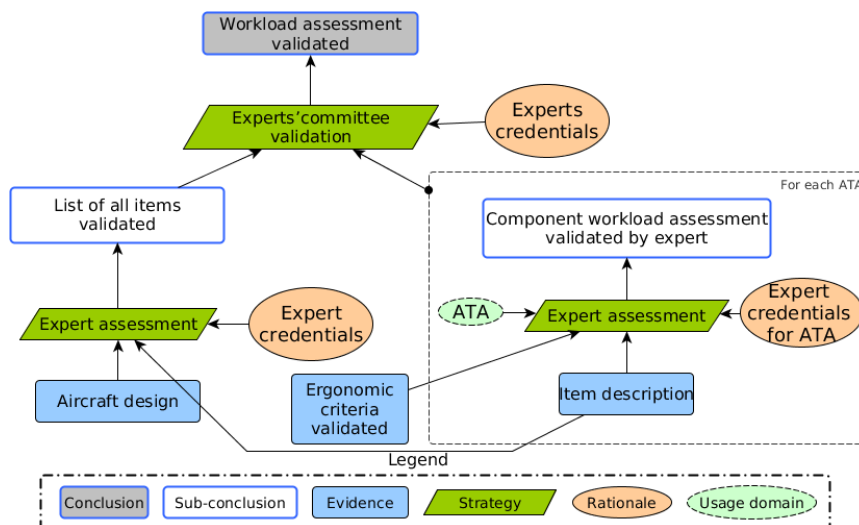 Workload assessment
validated
Experts'committee
validation
Experts
credentials
For each ATA
List of all items
validated
Component workload assessment
validated by expert
Expert assessment
Expert
credentials
ATA
Expert assessment
Expert
credentials
for ATA
Aircraft design
Ergonomic
criteria
validated
Item description
Legend
Conclusion
Sub-conclusion
Evidence
Strategy
Rationale
Usage domain